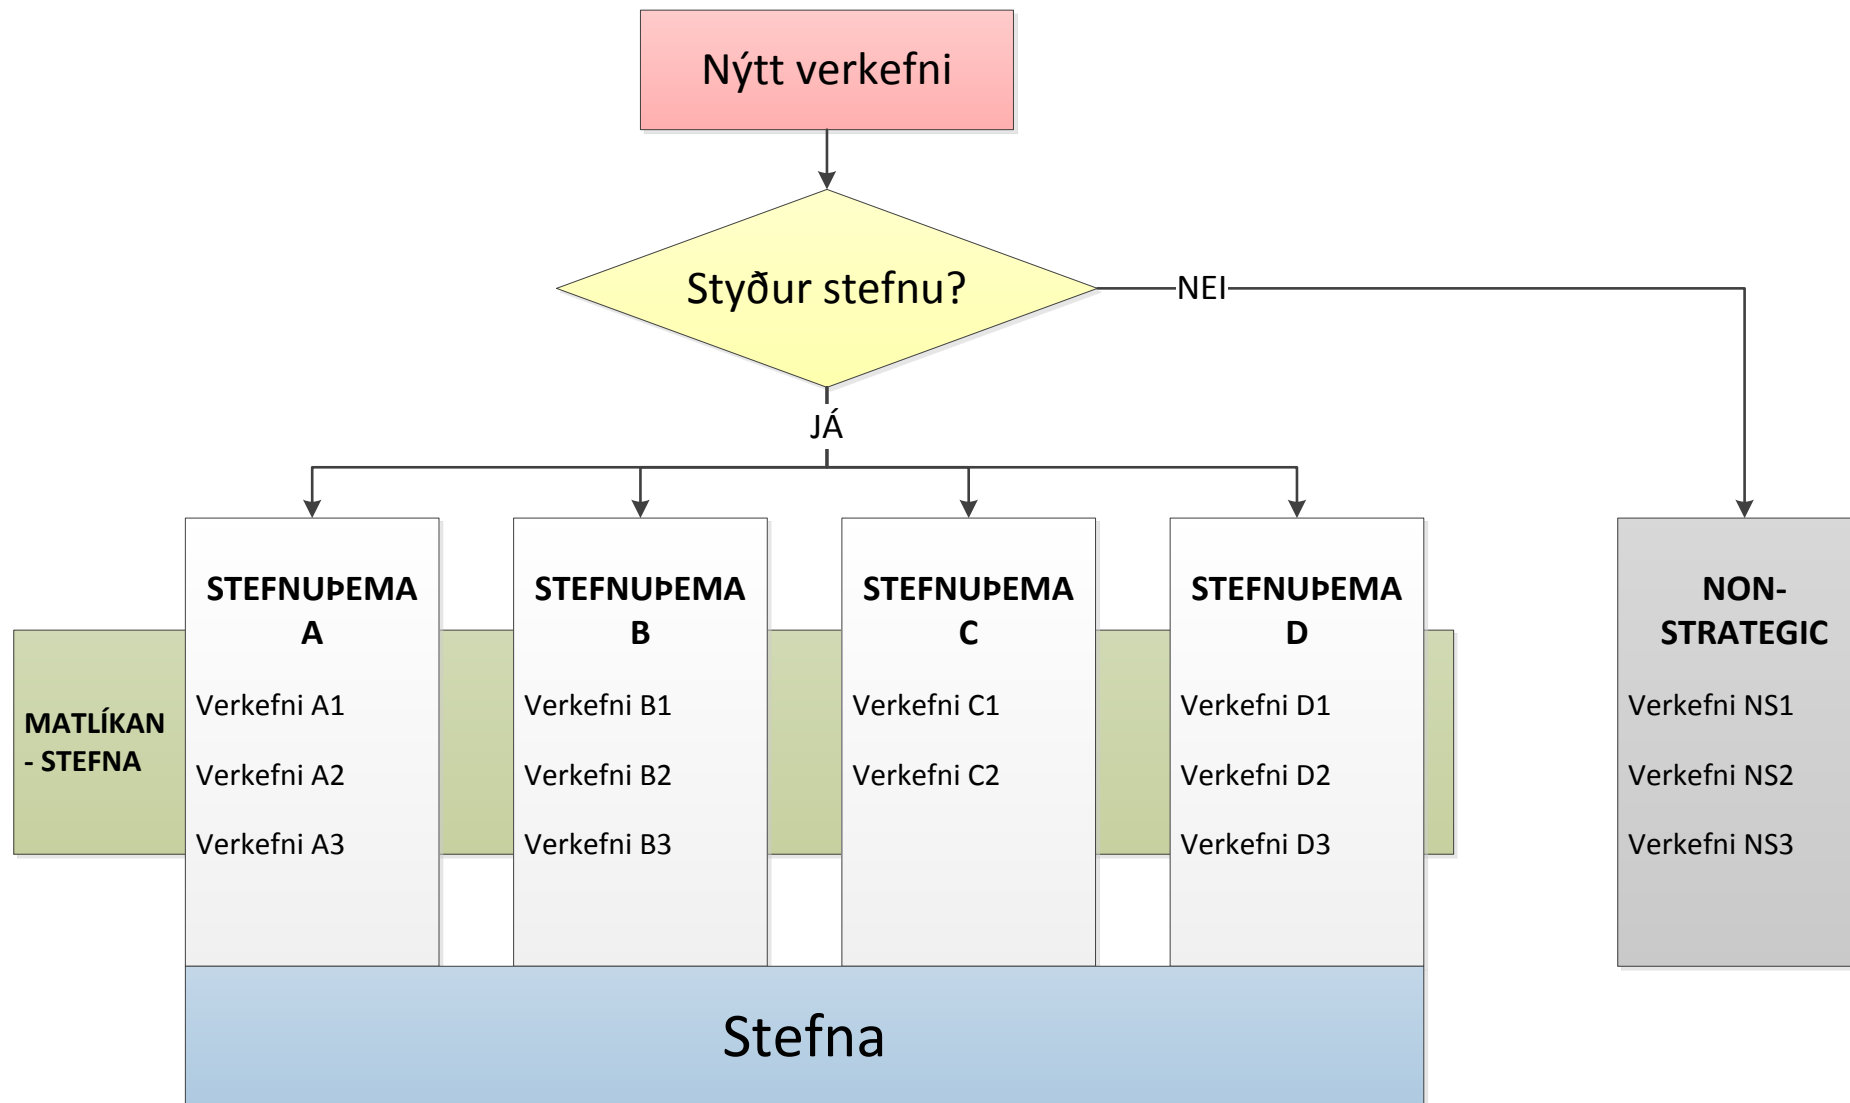 Nýtt verkefni
Styður stefnu?
NEI
JÁ
STEFNUÞEMA
A
Verkefni A1
Verkefni A2
Verkefni A3
STEFNUÞEMA
B
Verkefni B1
Verkefni B2
Verkefni B3
STEFNUÞEMA
C
Verkefni C1
Verkefni C2
STEFNUÞEMA
D
Verkefni D1
Verkefni D2
Verkefni D3
NON-
STRATEGIC
Verkefni NS1
Verkefni NS2
Verkefni NS3
MATLÍKAN
- STEFNA
Stefna